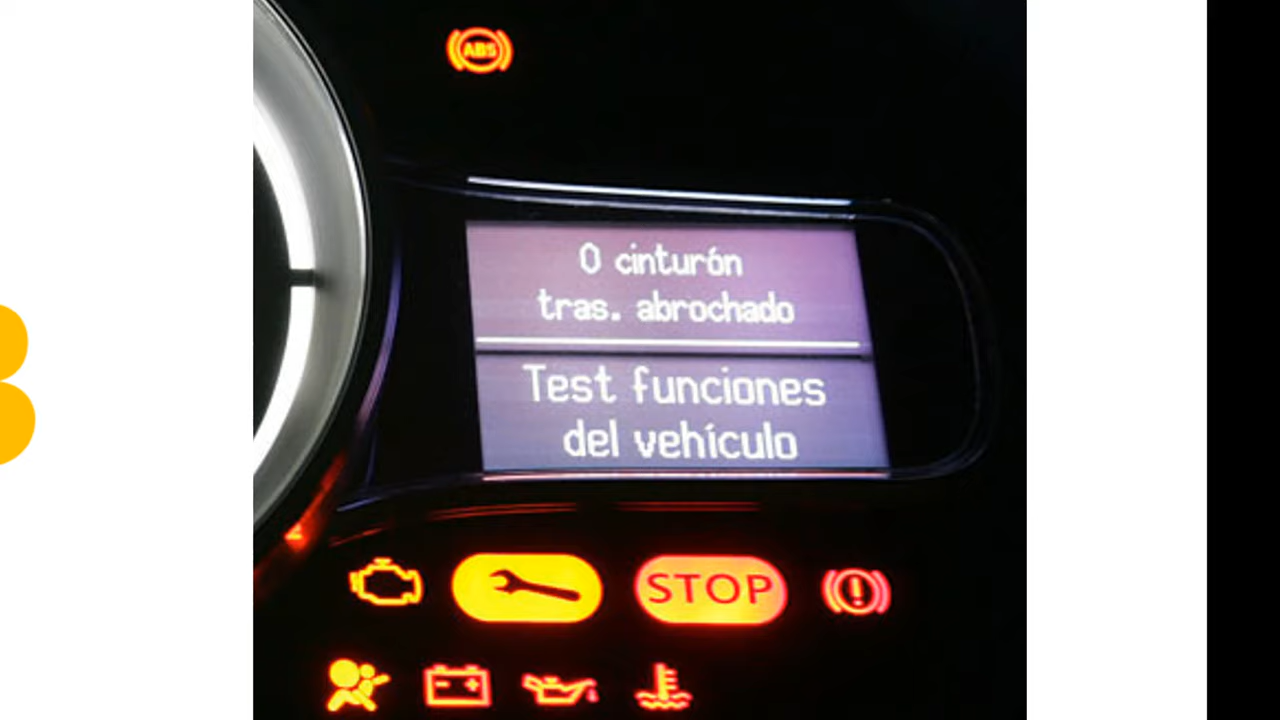 ABS
0 cinturón
tras. abrochado
Test funciones
del vehículo
STOP